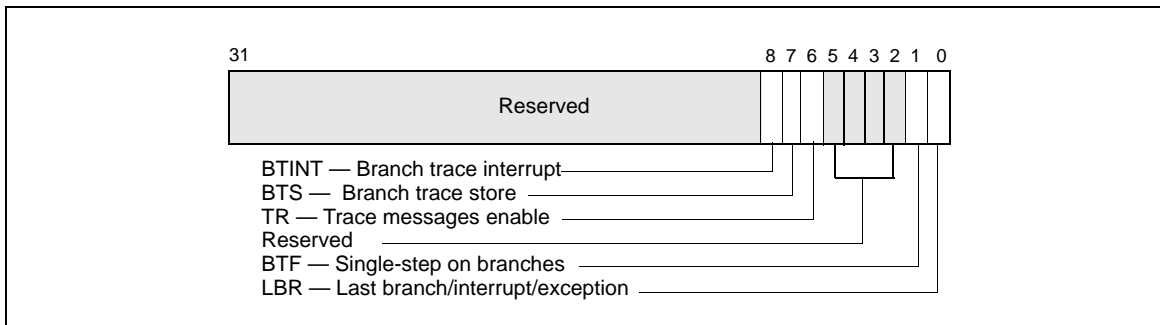 31 8 7 6 5 4 3 2 1 0
Reserved
BTINT — Branch trace interrupt
BTS — Branch trace store
TR — Trace messages enable
Reserved
BTF — Single-step on branches
LBR — Last branch/interrupt/exception